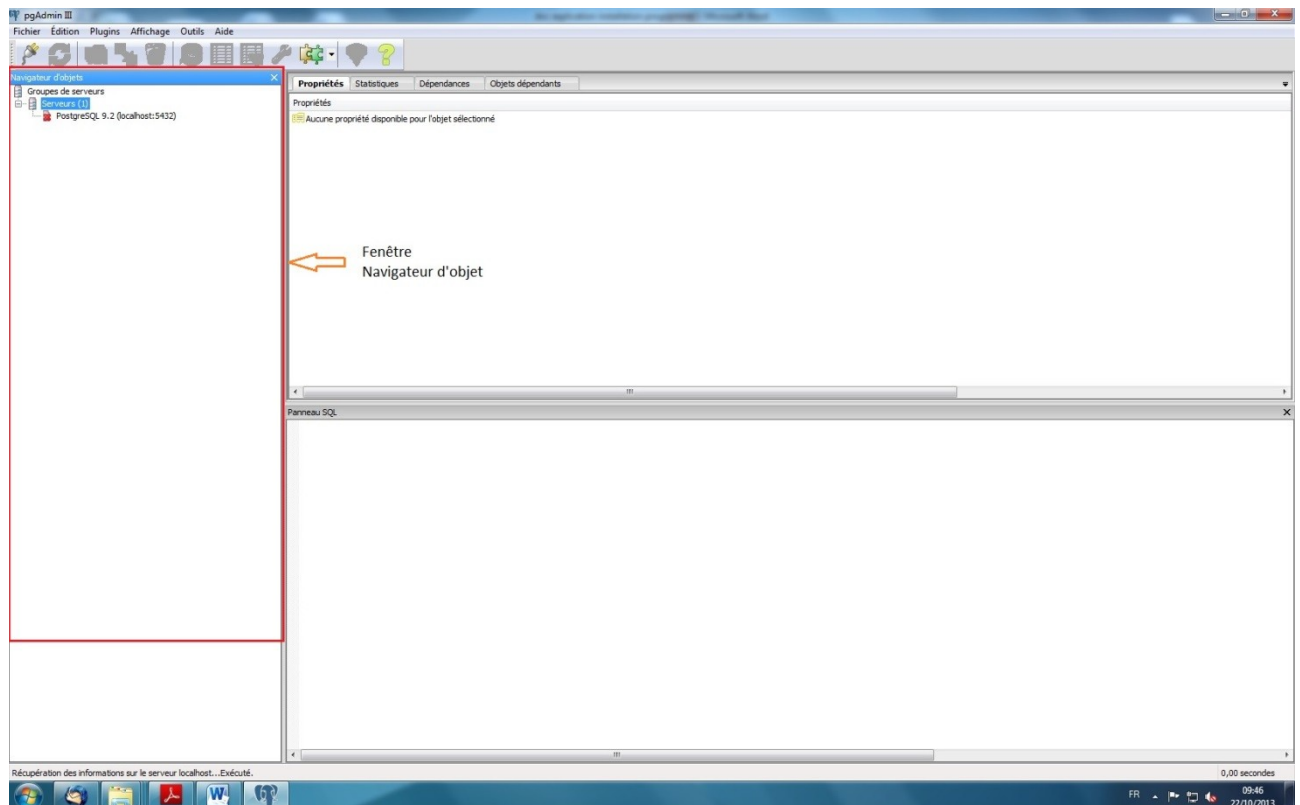 pgAdmin III
Fichier Édition Plugins Affichage Outils Aide
Navigateur d'objets
Groupes de serveurs
Serveurs (1)
PostgreSQL 9.2 (localhost:5432)
Propriétés Statistiques Dépendances Objets dépendants
Propriétés
Aucune propriété disponible pour l'objet sélectionné
Fenêtre
Navigateur d'objet
Panneau SQL
Récupération des informations sur le serveur localhost...Exécuté.
0,00 secondes
FR
09:46
22/10/2013